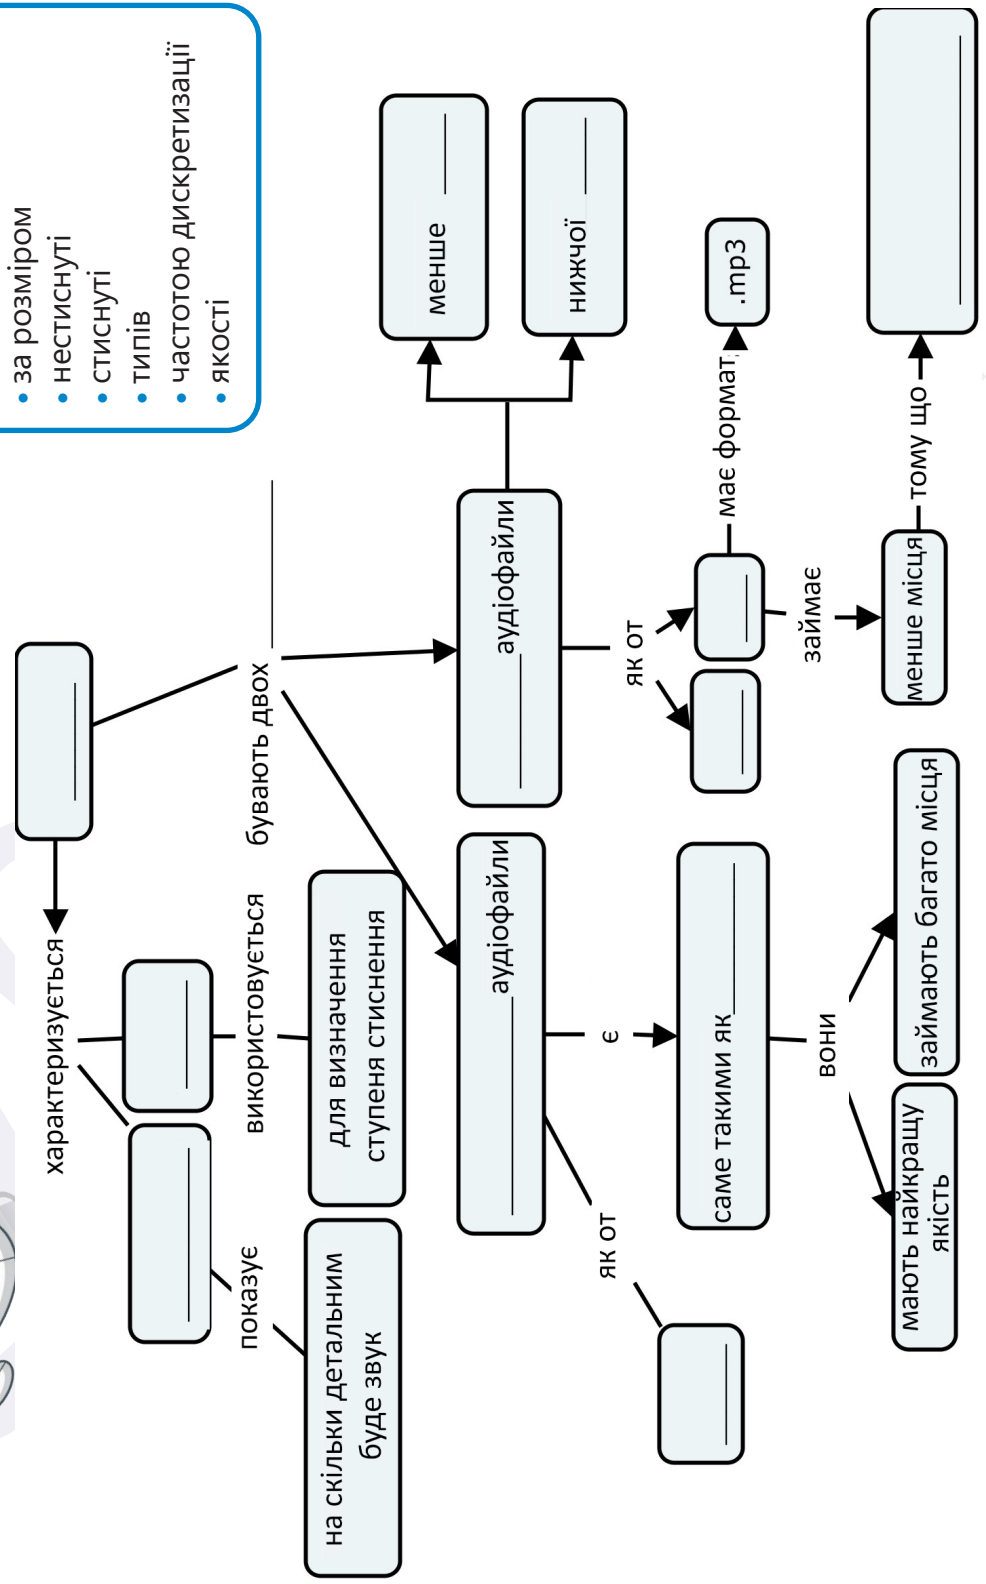 • за розміром
• нестиснуті
• стиснуті
• типів
• частотою дискретизації
• якості
характеризується
бувають двох
показує
використовується
на скільки детальним
буде звук
для визначення
ступеня стиснення
аудіофайли
аудіофайли
менше
нижчої
як от
є
як от
саме такими як
має формат
.mp3
займає
вони
мають найкращу
якість
займають багато місця
менше місця
тому що